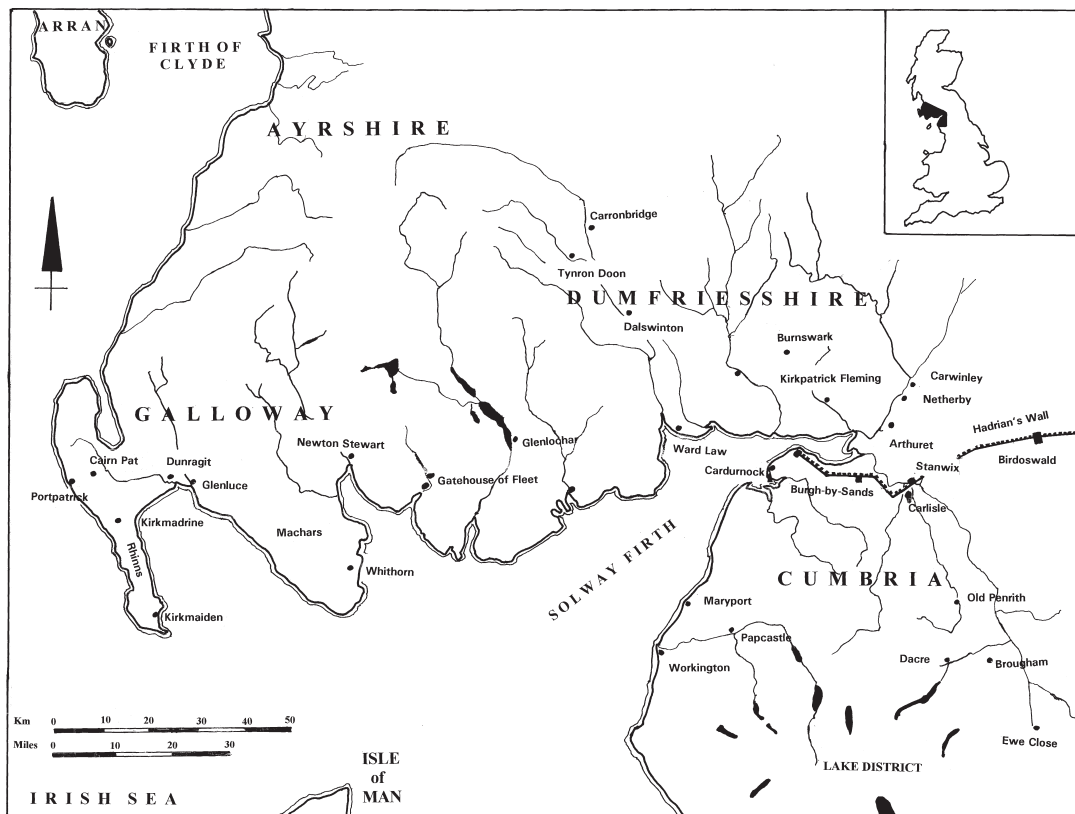 ARRAN
FIRTH OF
CLYDE
AYRSHIRE
Carronbridge
Tynron Doon
DUMFRIESSHIRE
Dalswinton
Burnswark
Kirkpatrick Fleming
Carwinley
Netherby
GALLOWAY
Hadrian's Wall
Newton Stewart
Glenlochar
Ward Law
Arthuret
Birdoswald
Cairn Pat
Dunragit
Cardurnock
Stanwix
Portpatrick
Glenluce
Gatehouse of Fleet
Burgh-by-Sands
Carlisle
Kirkmadrine
Machars
Rhinns
Whithorn
SOLWAY FIRTH
CUMBRIA
Kirkmaiden
Maryport
Old Penrith
Papcastle
Workington
Dacre
Brougham
Km 0 10 20 30 40 50
Miles 0 10 20 30
Ewe Close
ISLE
of
MAN
LAKE DISTRICT
IRISH SEA